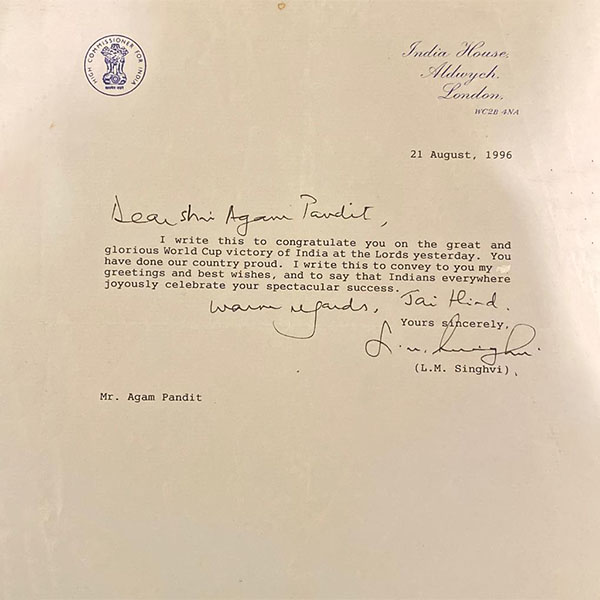 HIGH COMMISSIONER FOR INDIA
India House,
Aldwych,
London,
WC2B 4NA
21 August, 1996
Dear Shri Agam Pandit,
I write this to congratulate you on the great and
glorious World Cup victory of India at the Lords yesterday. You
have done our country proud. I write this to convey to you my
greetings and best wishes, and to say that Indians everywhere
joyously celebrate your spectacular success.
Warm regards, Jai Hind.
Yours sincerely,
(L.M. Singhvi)
Mr. Agam Pandit